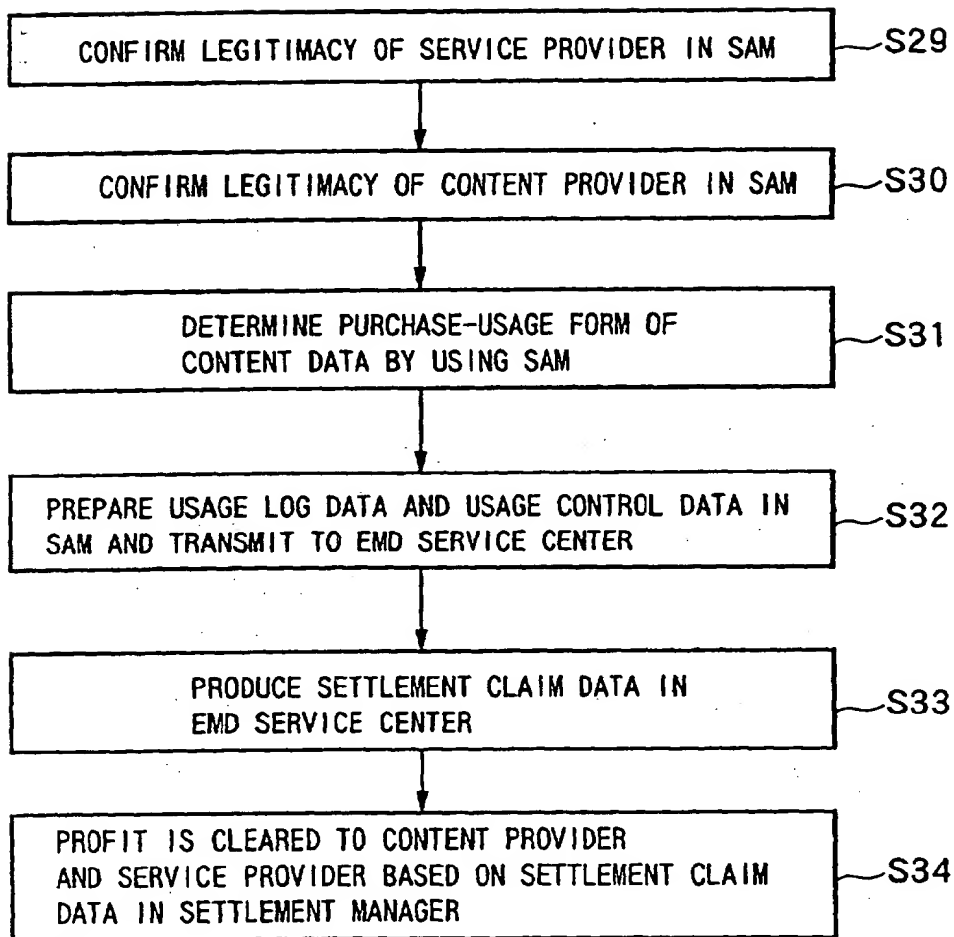 CONFIRM LEGITIMACY OF SERVICE PROVIDER IN SAM
S29
CONFIRM LEGITIMACY OF CONTENT PROVIDER IN SAM
S30
DETERMINE PURCHASE-USAGE FORM OF
CONTENT DATA BY USING SAM
S31
PREPARE USAGE LOG DATA AND USAGE CONTROL DATA IN
SAM AND TRANSMIT TO EMD SERVICE CENTER
S32
PRODUCE SETTLEMENT CLAIM DATA IN
EMD SERVICE CENTER
S33
PROFIT IS CLEARED TO CONTENT PROVIDER
AND SERVICE PROVIDER BASED ON SETTLEMENT CLAIM
DATA IN SETTLEMENT MANAGER
S34